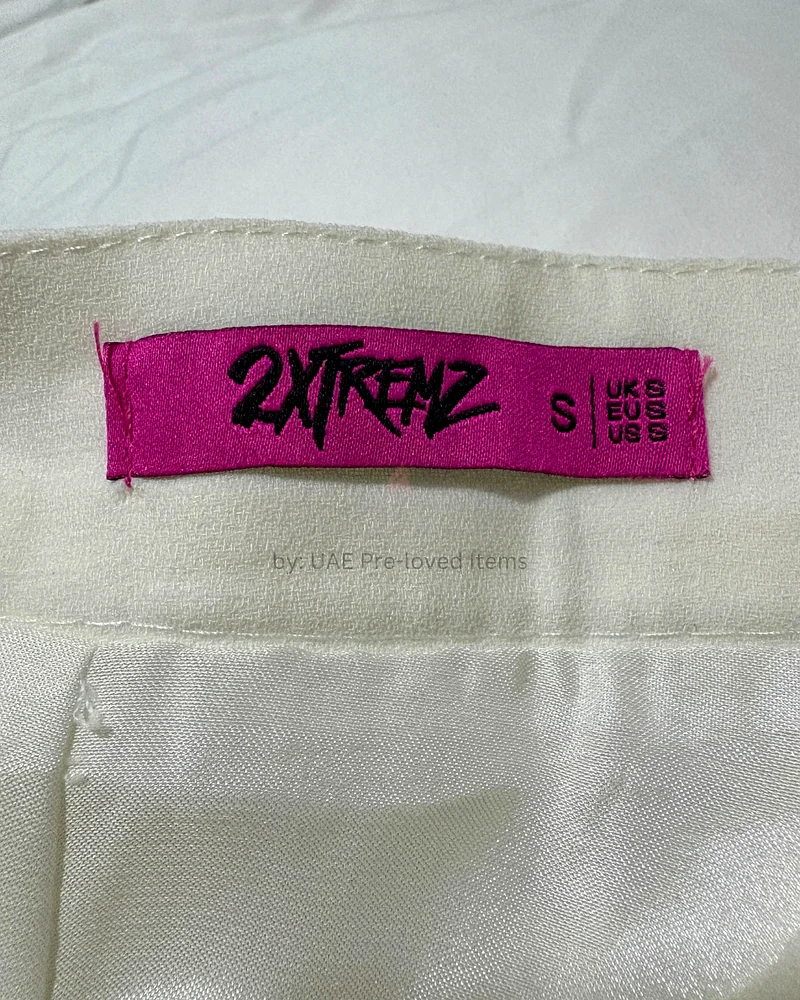 2XTREMZ
S
UK S
EU S
US S
by: UAE Pre-loved Items